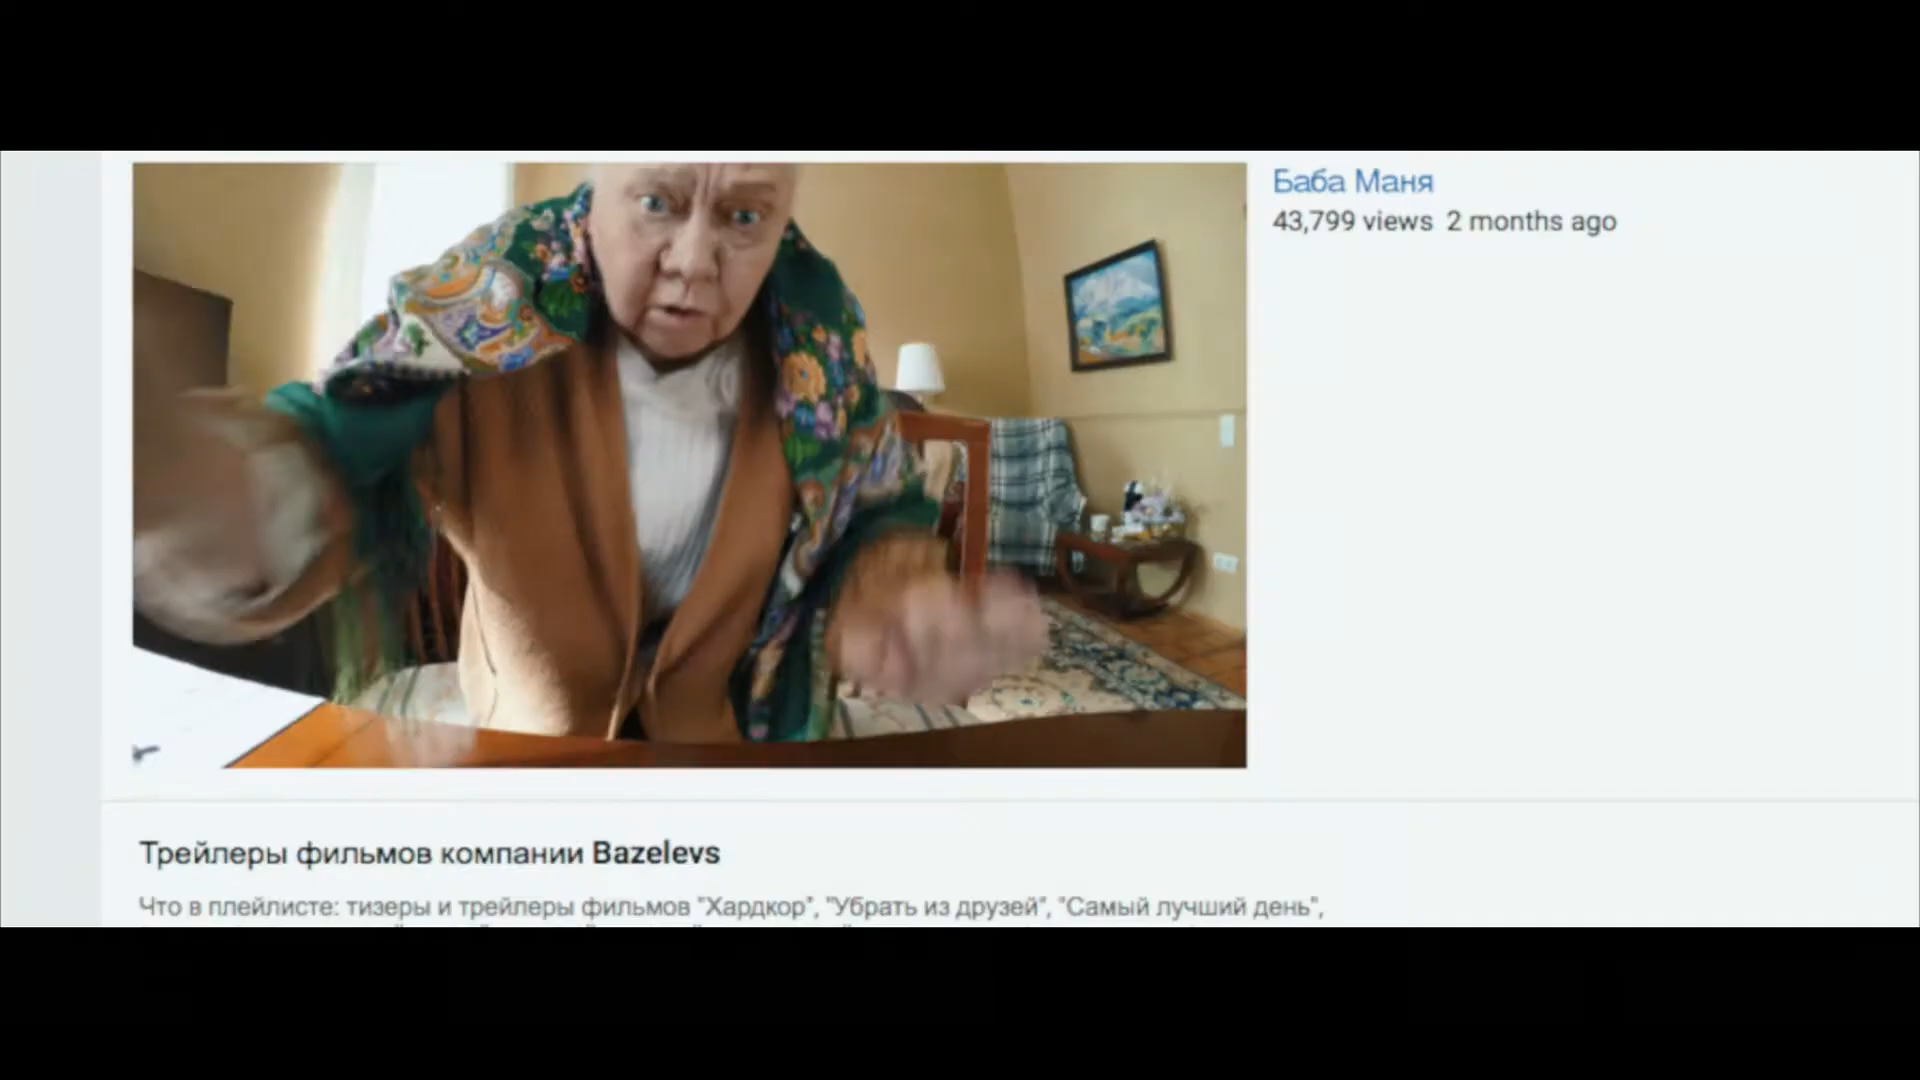 Баба Маня
43,799 views 2 months ago
Трейлеры фильмов компании Bazelevs
Что в плейлисте: тизеры и трейлеры фильмов "Хардкор", "Убрать из друзей", "Самый лучший день",